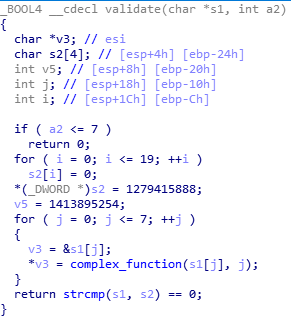 _BOOL4 __cdecl validate(char *s1, int a2)
{
char *v3; // esi
char s2[4]; // [esp+4h] [ebp-24h]
int v5; // [esp+8h] [ebp-20h]
int j; // [esp+18h] [ebp-10h]
int i; // [esp+1Ch] [ebp-Ch]

if ( a2 <= 7 )
return 0;
for ( i = 0; i <= 19; ++i )
s2[i] = 0;
*(_DWORD *)s2 = 1279415888;
v5 = 1413895254;
for ( j = 0; j <= 7; ++j )
{
v3 = &s1[j];
*v3 = complex_function(s1[j], j);
}
return strcmp(s1, s2) == 0;
}